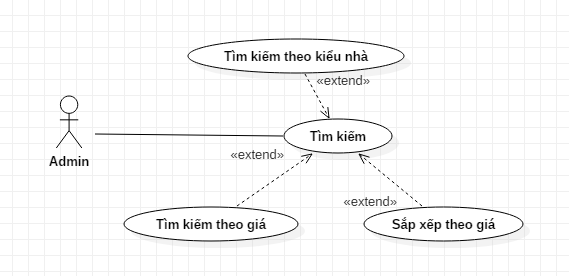 Tìm kiếm theo kiểu nhà
«extend»
Tìm kiếm
Admin
«extend»
«extend»
Tìm kiếm theo giá
Sắp xếp theo giá